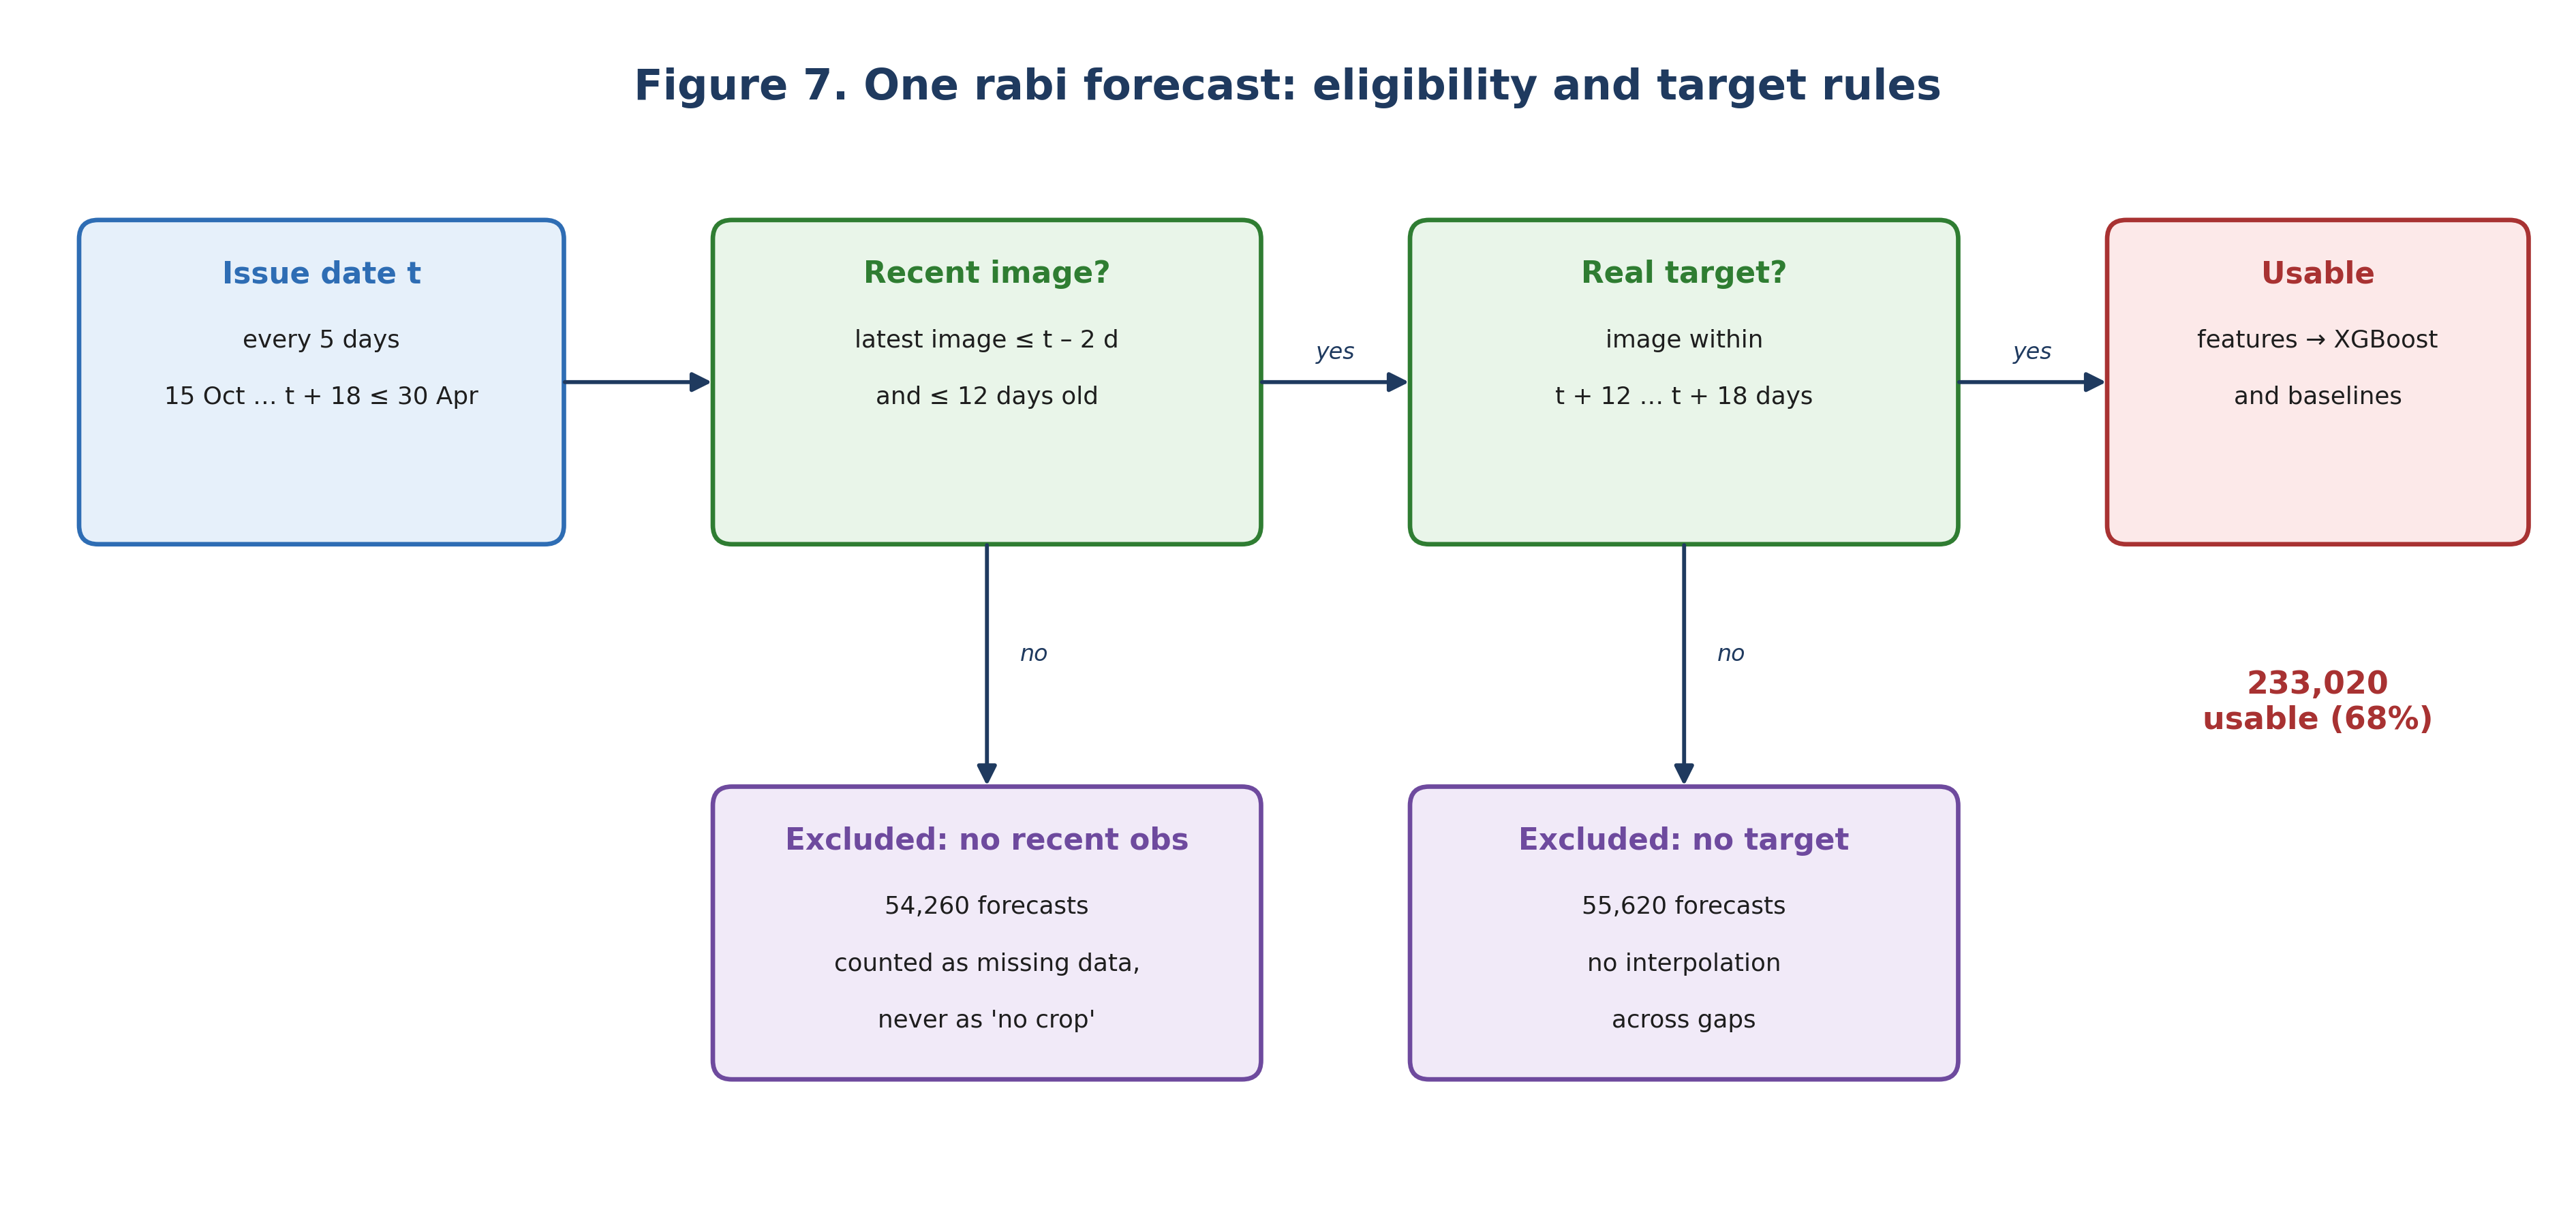 Figure 7. One rabi forecast: eligibility and target rules
Issue date t
every 5 days
15 Oct … t + 18 ≤ 30 Apr
Recent image?
latest image ≤ t – 2 d
and ≤ 12 days old
yes
Real target?
image within
t + 12 … t + 18 days
yes
Usable
features → XGBoost
and baselines
no
no
233,020
usable (68%)
Excluded: no recent obs
54,260 forecasts
counted as missing data,
never as 'no crop'
Excluded: no target
55,620 forecasts
no interpolation
across gaps